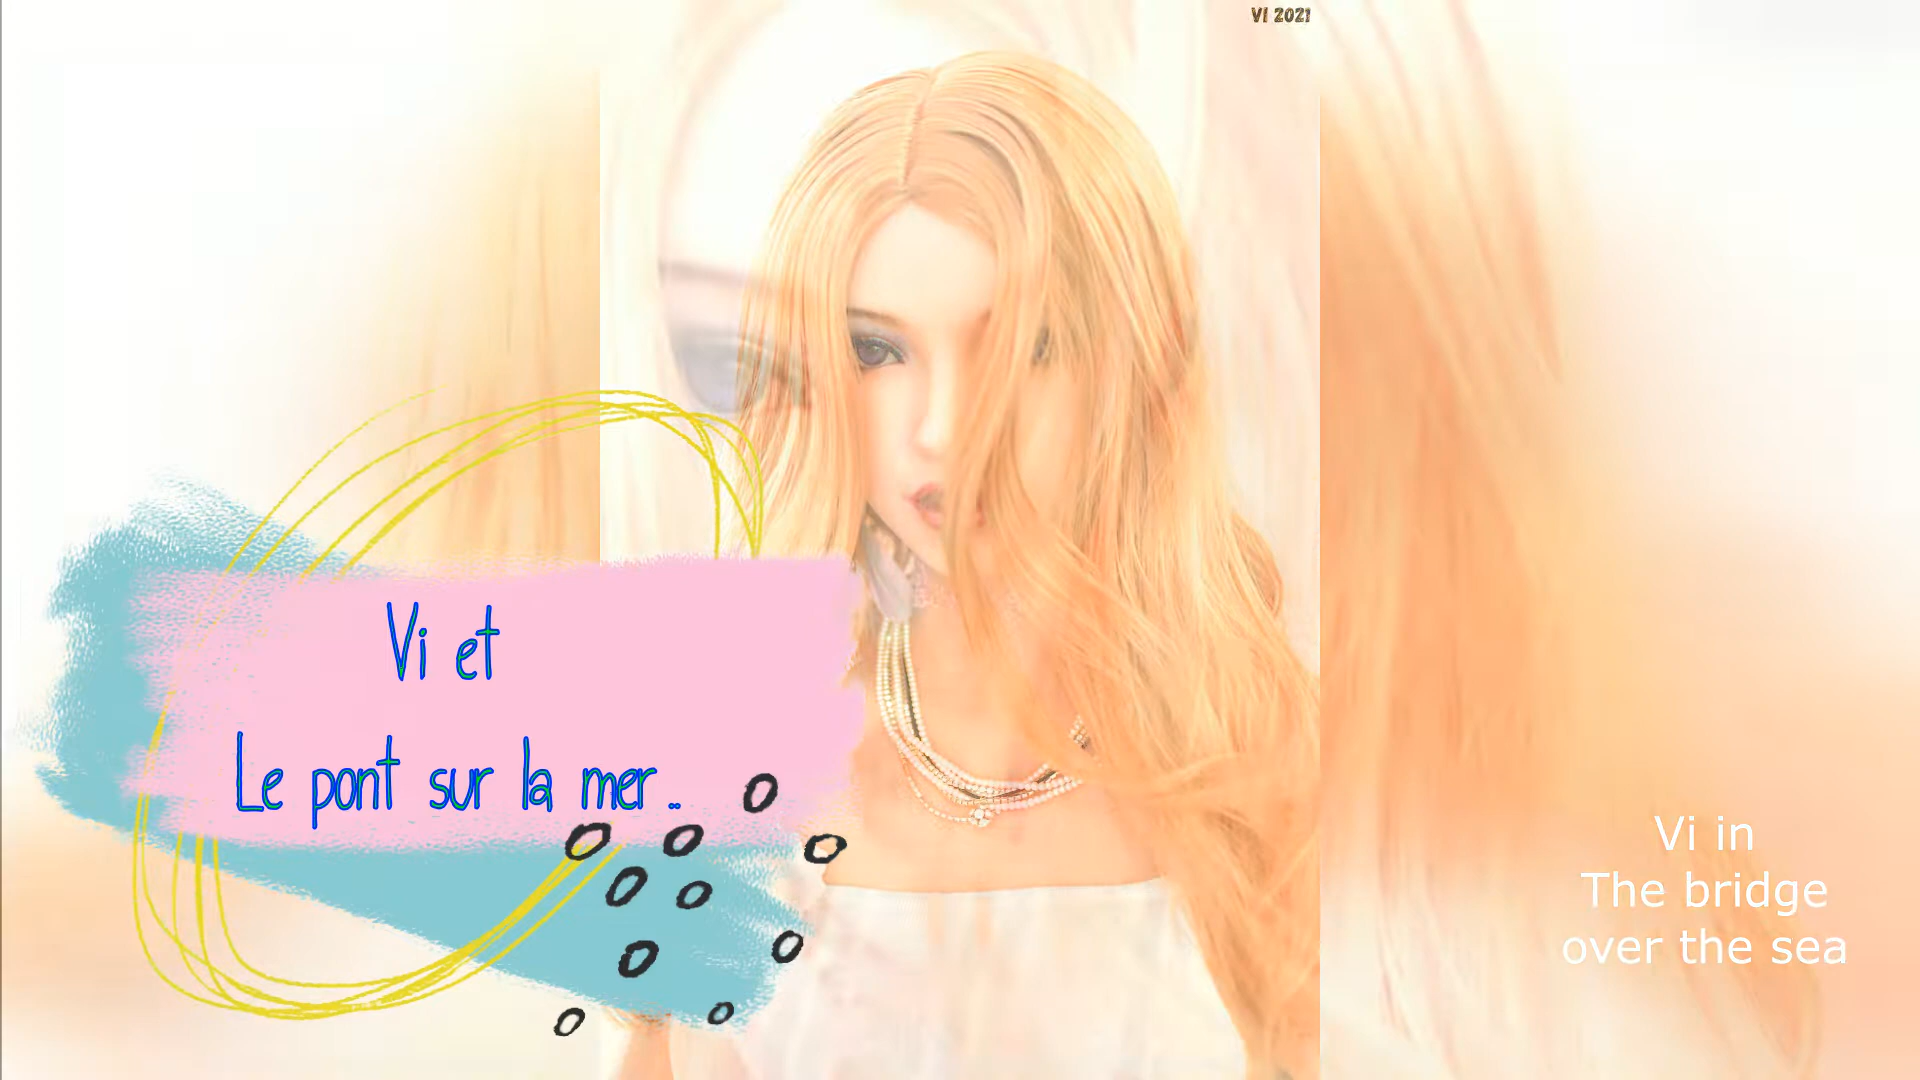 VI 2021
Vi et
Le pont sur la mer..
Vi in
The bridge
over the sea